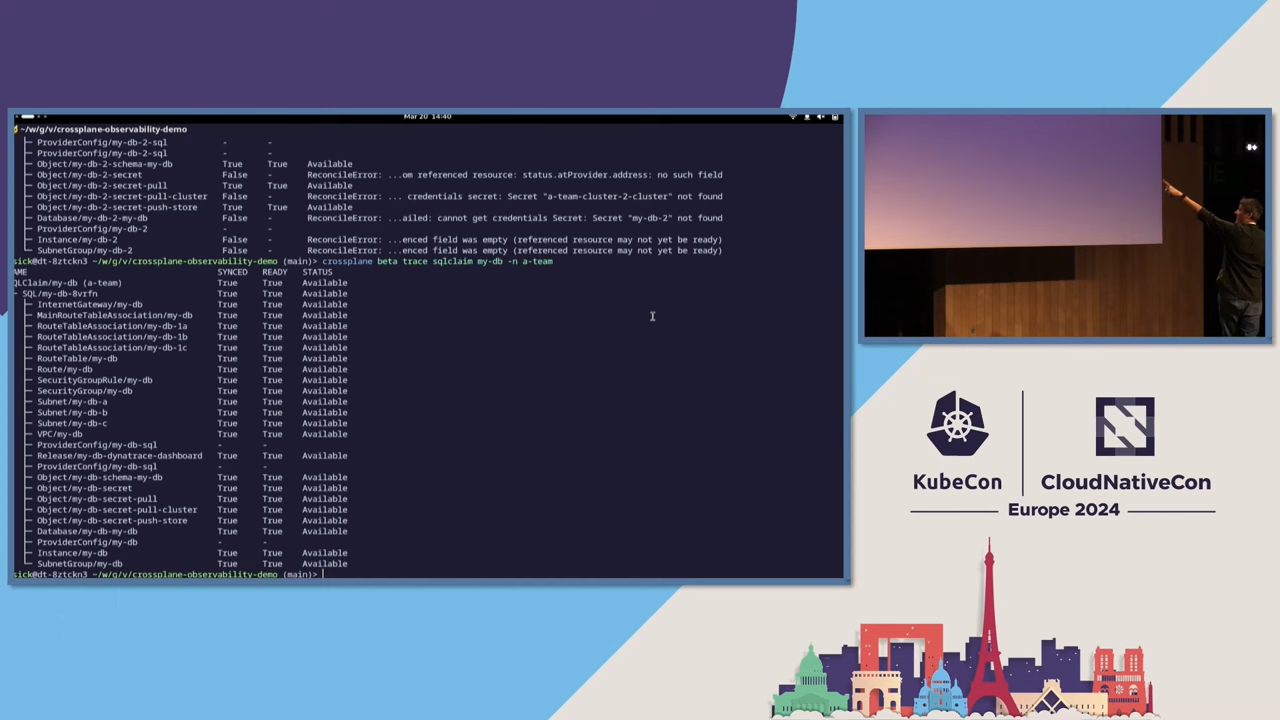 Mar 20 14:40
~/w/g/v/crossplane-observability-demo
ProviderConfig/my-db-2-sql - -
ProviderConfig/my-db-2-sql - -
Object/my-db-2-schema-my-db True True Available
Object/my-db-2-secret False - ReconcileError: ...om referenced resource: status.atProvider.address: no such field
Object/my-db-2-secret-pull True True Available
Object/my-db-2-secret-pull-cluster False - ReconcileError: ... credentials secret: Secret "a-team-cluster-2-cluster" not found
Object/my-db-2-secret-push-store True True Available
Database/my-db-2-my-db False - ReconcileError: ...ailed: cannot get credentials Secret: Secret "my-db-2" not found
ProviderConfig/my-db-2 - -
Instance/my-db-2 False - ReconcileError: ...enced field was empty (referenced resource may not yet be ready)
SubnetGroup/my-db-2 False - ReconcileError: ...enced field was empty (referenced resource may not yet be ready)
sick@dt-8ztckn3 ~/w/g/v/crossplane-observability-demo (main)> crossplane beta trace sqlclaim my-db -n a-team
AME SYNCED READY STATUS
QLClaim/my-db (a-team) True True Available
SQL/my-db-8vrfn True True Available
InternetGateway/my-db True True Available
MainRouteTableAssociation/my-db True True Available
RouteTableAssociation/my-db-1a True True Available
RouteTableAssociation/my-db-1b True True Available
RouteTableAssociation/my-db-1c True True Available
RouteTable/my-db True True Available
Route/my-db True True Available
SecurityGroupRule/my-db True True Available
SecurityGroup/my-db True True Available
Subnet/my-db-a True True Available
Subnet/my-db-b True True Available
Subnet/my-db-c True True Available
VPC/my-db True True Available
ProviderConfig/my-db-sql - -
Release/my-db-dynatrace-dashboard True True Available
ProviderConfig/my-db-sql - -
Object/my-db-schema-my-db True True Available
Object/my-db-secret True True Available
Object/my-db-secret-pull True True Available
Object/my-db-secret-pull-cluster True True Available
Object/my-db-secret-push-store True True Available
Database/my-db-my-db True True Available
ProviderConfig/my-db - -
Instance/my-db True True Available
SubnetGroup/my-db True True Available
sick@dt-8ztckn3 ~/w/g/v/crossplane-observability-demo (main)>
KubeCon
CloudNativeCon
Europe 2024